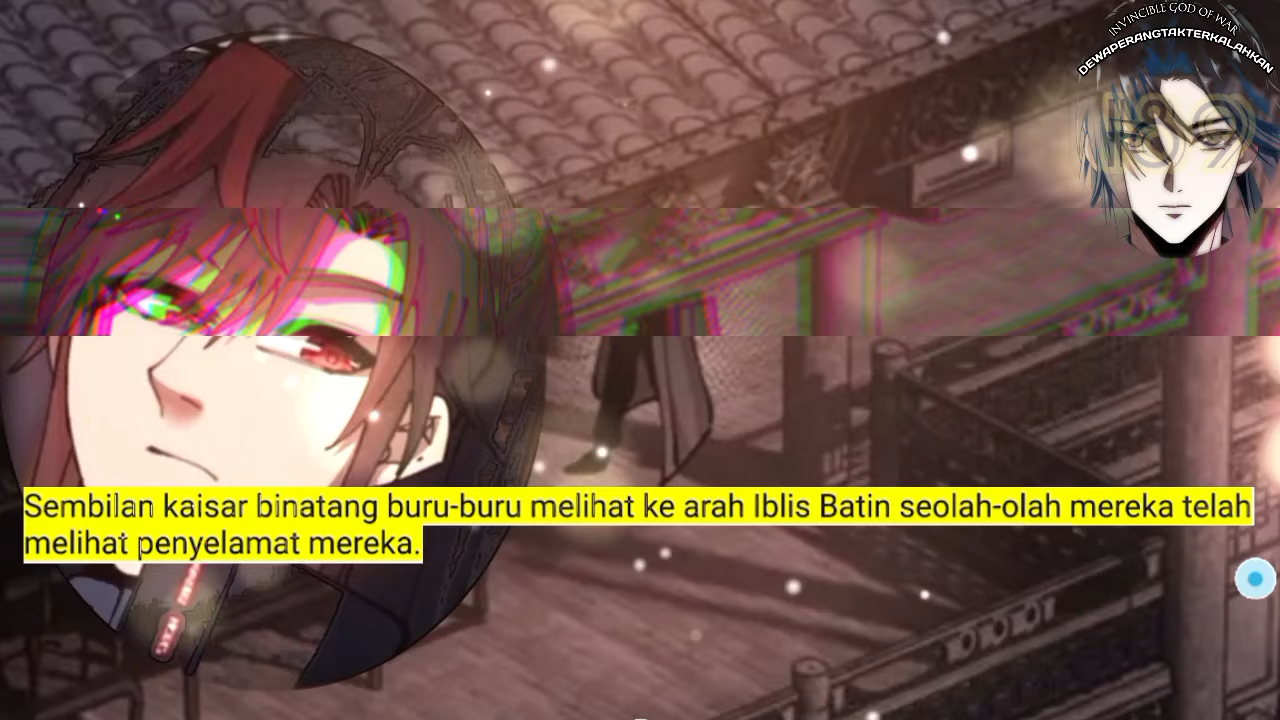 INVINCIBLE GOD OF WAR
DEWAPERANGTAKTERKALAHKAN
Sembilan kaisar binatang buru-buru melihat ke arah Iblis Batin seolah-olah mereka telah
melihat penyelamat mereka.